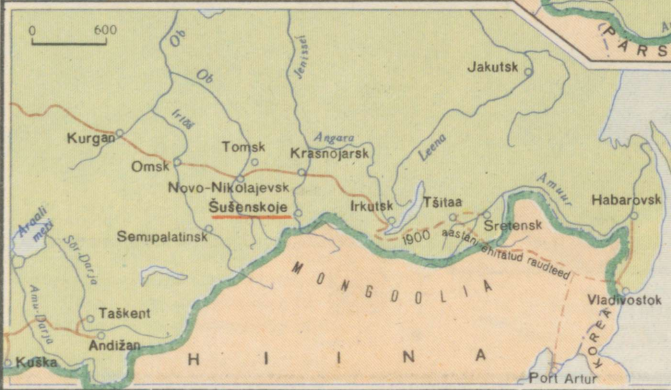 0 600
PARS
Ob
Jenissei
Jakutsk
Ob
Irtõš
Kurgan
Tomsk
Angara
Leena
Omsk
Krasnojarsk
Novo-Nikolajevsk
Amuur
Šušenskoje
Irkutsk
Tšitaa
Habarovsk
Sretensk
Araali
meri
Sõr-Darja
Semipalatinsk
1900 aastani ehitatud raudteed
MONGOOLIA
Amu-Darja
Taškent
Vladivostok
Andižan
KOREA
Kuška
HIINA
Port Artur